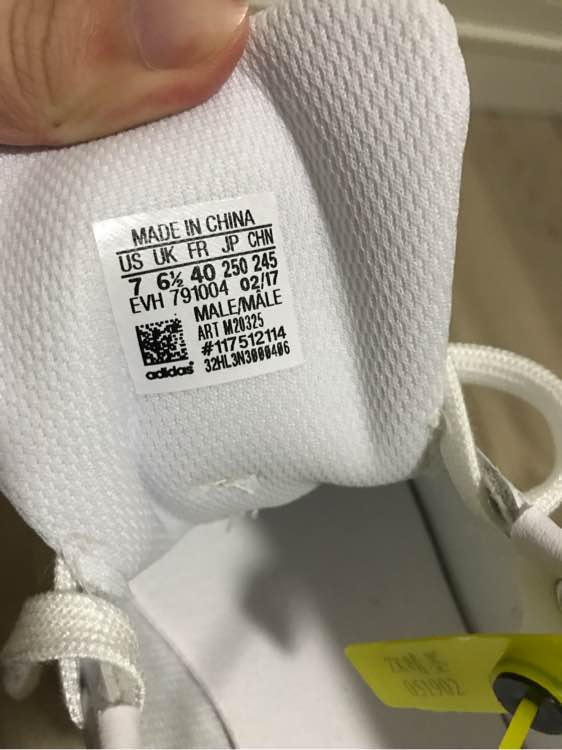 MADE IN CHINA
US UK FR JP CHN
7 6½ 40 250 245
EVH 791004 02/17
MALE/MÂLE
ART M20325
#117512114
32HL3N3000406
adidas
051902